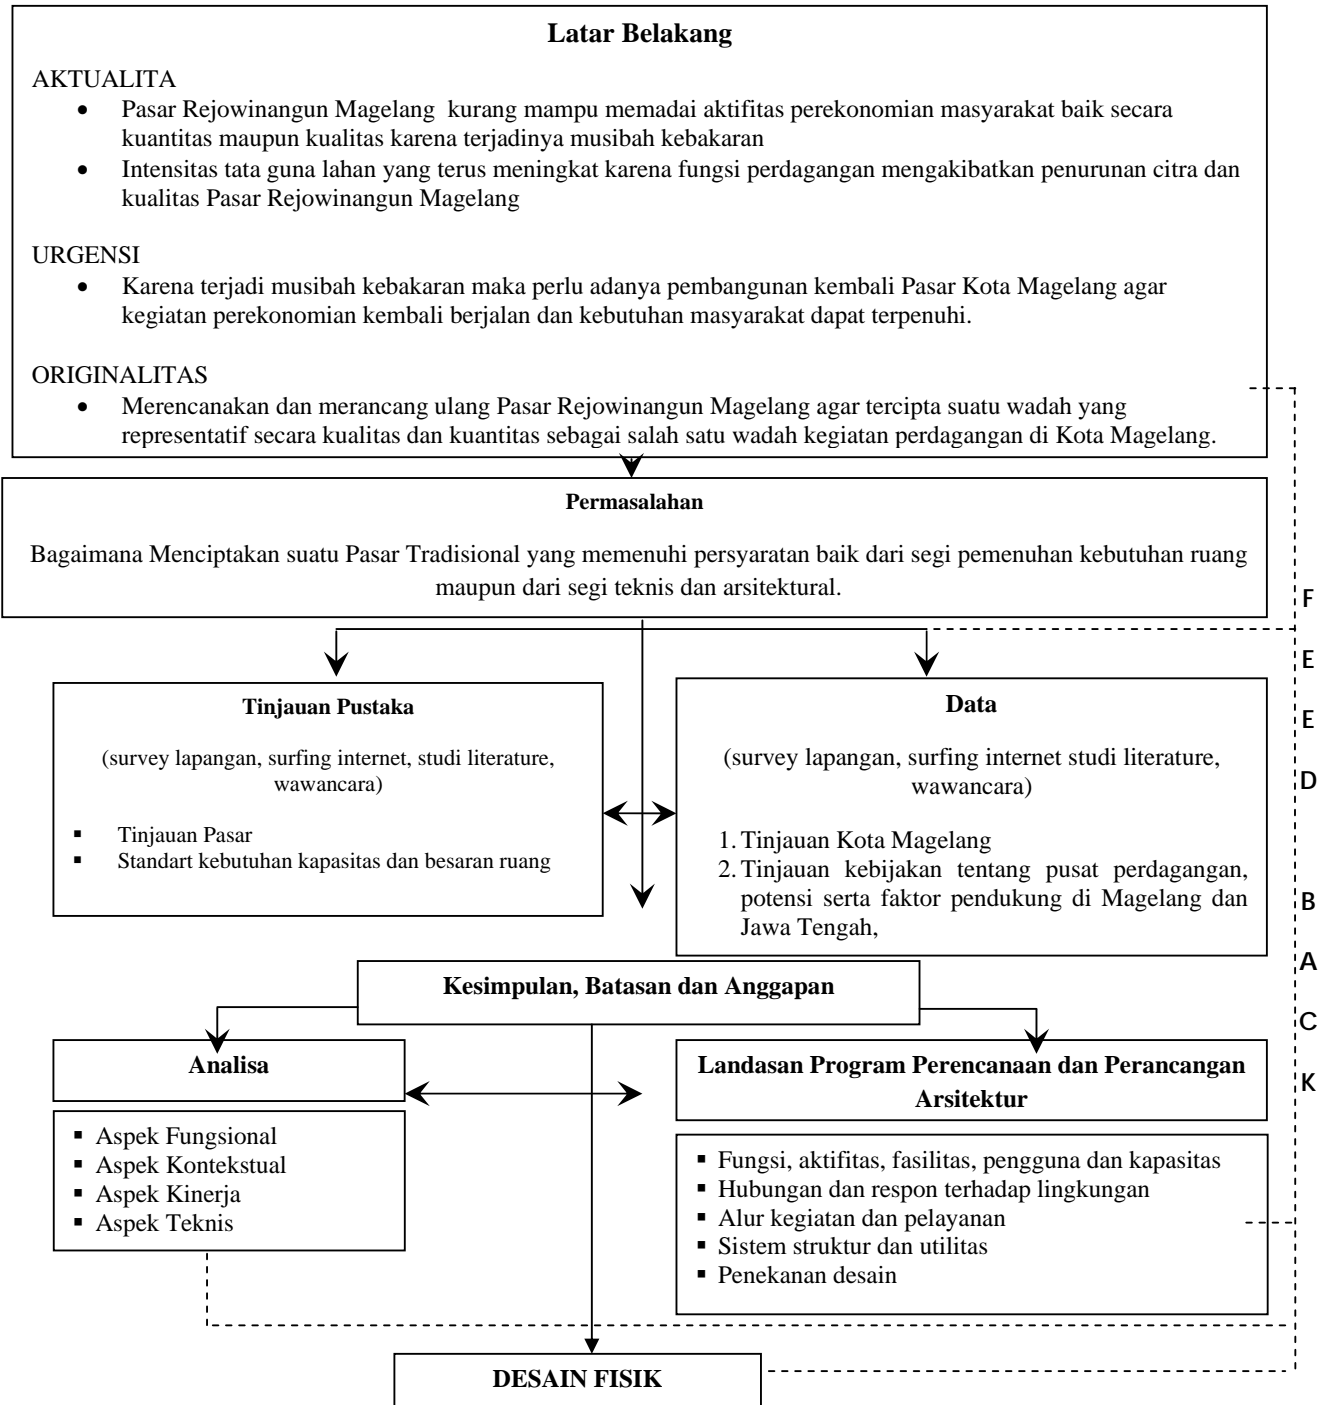 Latar Belakang
AKTUALITA
• Pasar Rejowinangun Magelang  kurang mampu memadai aktifitas perekonomian masyarakat baik secara
kuantitas maupun kualitas karena terjadinya musibah kebakaran
• Intensitas tata guna lahan yang terus meningkat karena fungsi perdagangan mengakibatkan penurunan citra dan
kualitas Pasar Rejowinangun Magelang
URGENSI
• Karena terjadi musibah kebakaran maka perlu adanya pembangunan kembali Pasar Kota Magelang agar
kegiatan perekonomian kembali berjalan dan kebutuhan masyarakat dapat terpenuhi.
ORIGINALITAS
• Merencanakan dan merancang ulang Pasar Rejowinangun Magelang agar tercipta suatu wadah yang
representatif secara kualitas dan kuantitas sebagai salah satu wadah kegiatan perdagangan di Kota Magelang.
Permasalahan
Bagaimana Menciptakan suatu Pasar Tradisional yang memenuhi persyaratan baik dari segi pemenuhan kebutuhan ruang
maupun dari segi teknis dan arsitektural.
Tinjauan Pustaka
(survey lapangan, surfing internet, studi literature,
wawancara)
▪ Tinjauan Pasar
▪ Standart kebutuhan kapasitas dan besaran ruang
Data
(survey lapangan, surfing internet studi literature,
wawancara)
1. Tinjauan Kota Magelang
2. Tinjauan kebijakan tentang pusat perdagangan,
potensi serta faktor pendukung di Magelang dan
Jawa Tengah,
Kesimpulan, Batasan dan Anggapan
Analisa
▪ Aspek Fungsional
▪ Aspek Kontekstual
▪ Aspek Kinerja
▪ Aspek Teknis
Landasan Program Perencanaan dan Perancangan
Arsitektur
▪ Fungsi, aktifitas, fasilitas, pengguna dan kapasitas
▪ Hubungan dan respon terhadap lingkungan
▪ Alur kegiatan dan pelayanan
▪ Sistem struktur dan utilitas
▪ Penekanan desain
DESAIN FISIK
F
E
E
D
B
A
C
K